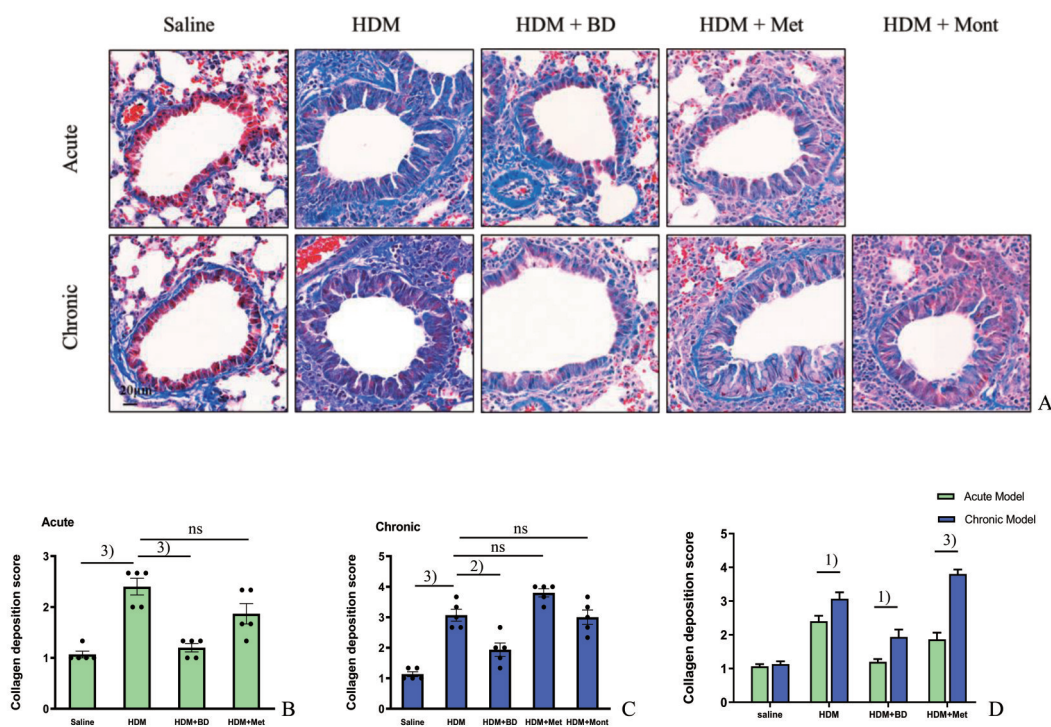 Saline HDM HDM + BD HDM + Met HDM + Mont
Acute
Chronic
20μm
A
Acute
Collagen deposition score
3
2
1
0
3)
3)
ns
Saline HDM HDM+BD HDM+Met
B
Chronic
Collagen deposition score
5
4
3
2
1
0
3)
2)
ns
ns
Saline HDM HDM+BD HDM+Met HDM+Mont
C
Acute Model
Chronic Model
Collagen deposition score
5
4
3
2
1
0
1)
1)
3)
saline HDM HDM+BD HDM+Met
D